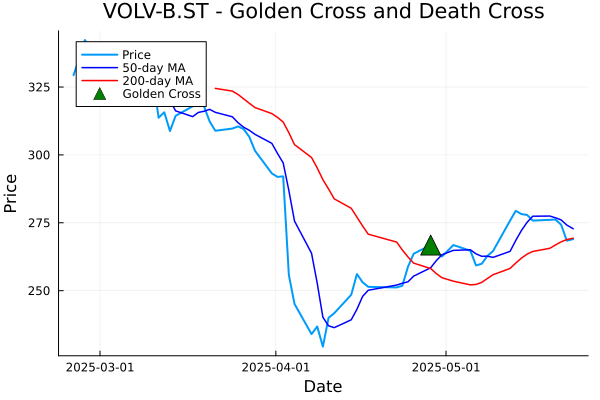 VOLV-B.ST - Golden Cross and Death Cross
Price
50-day MA
200-day MA
Golden Cross
325
300
275
250
Price
2025-03-01
2025-04-01
2025-05-01
Date